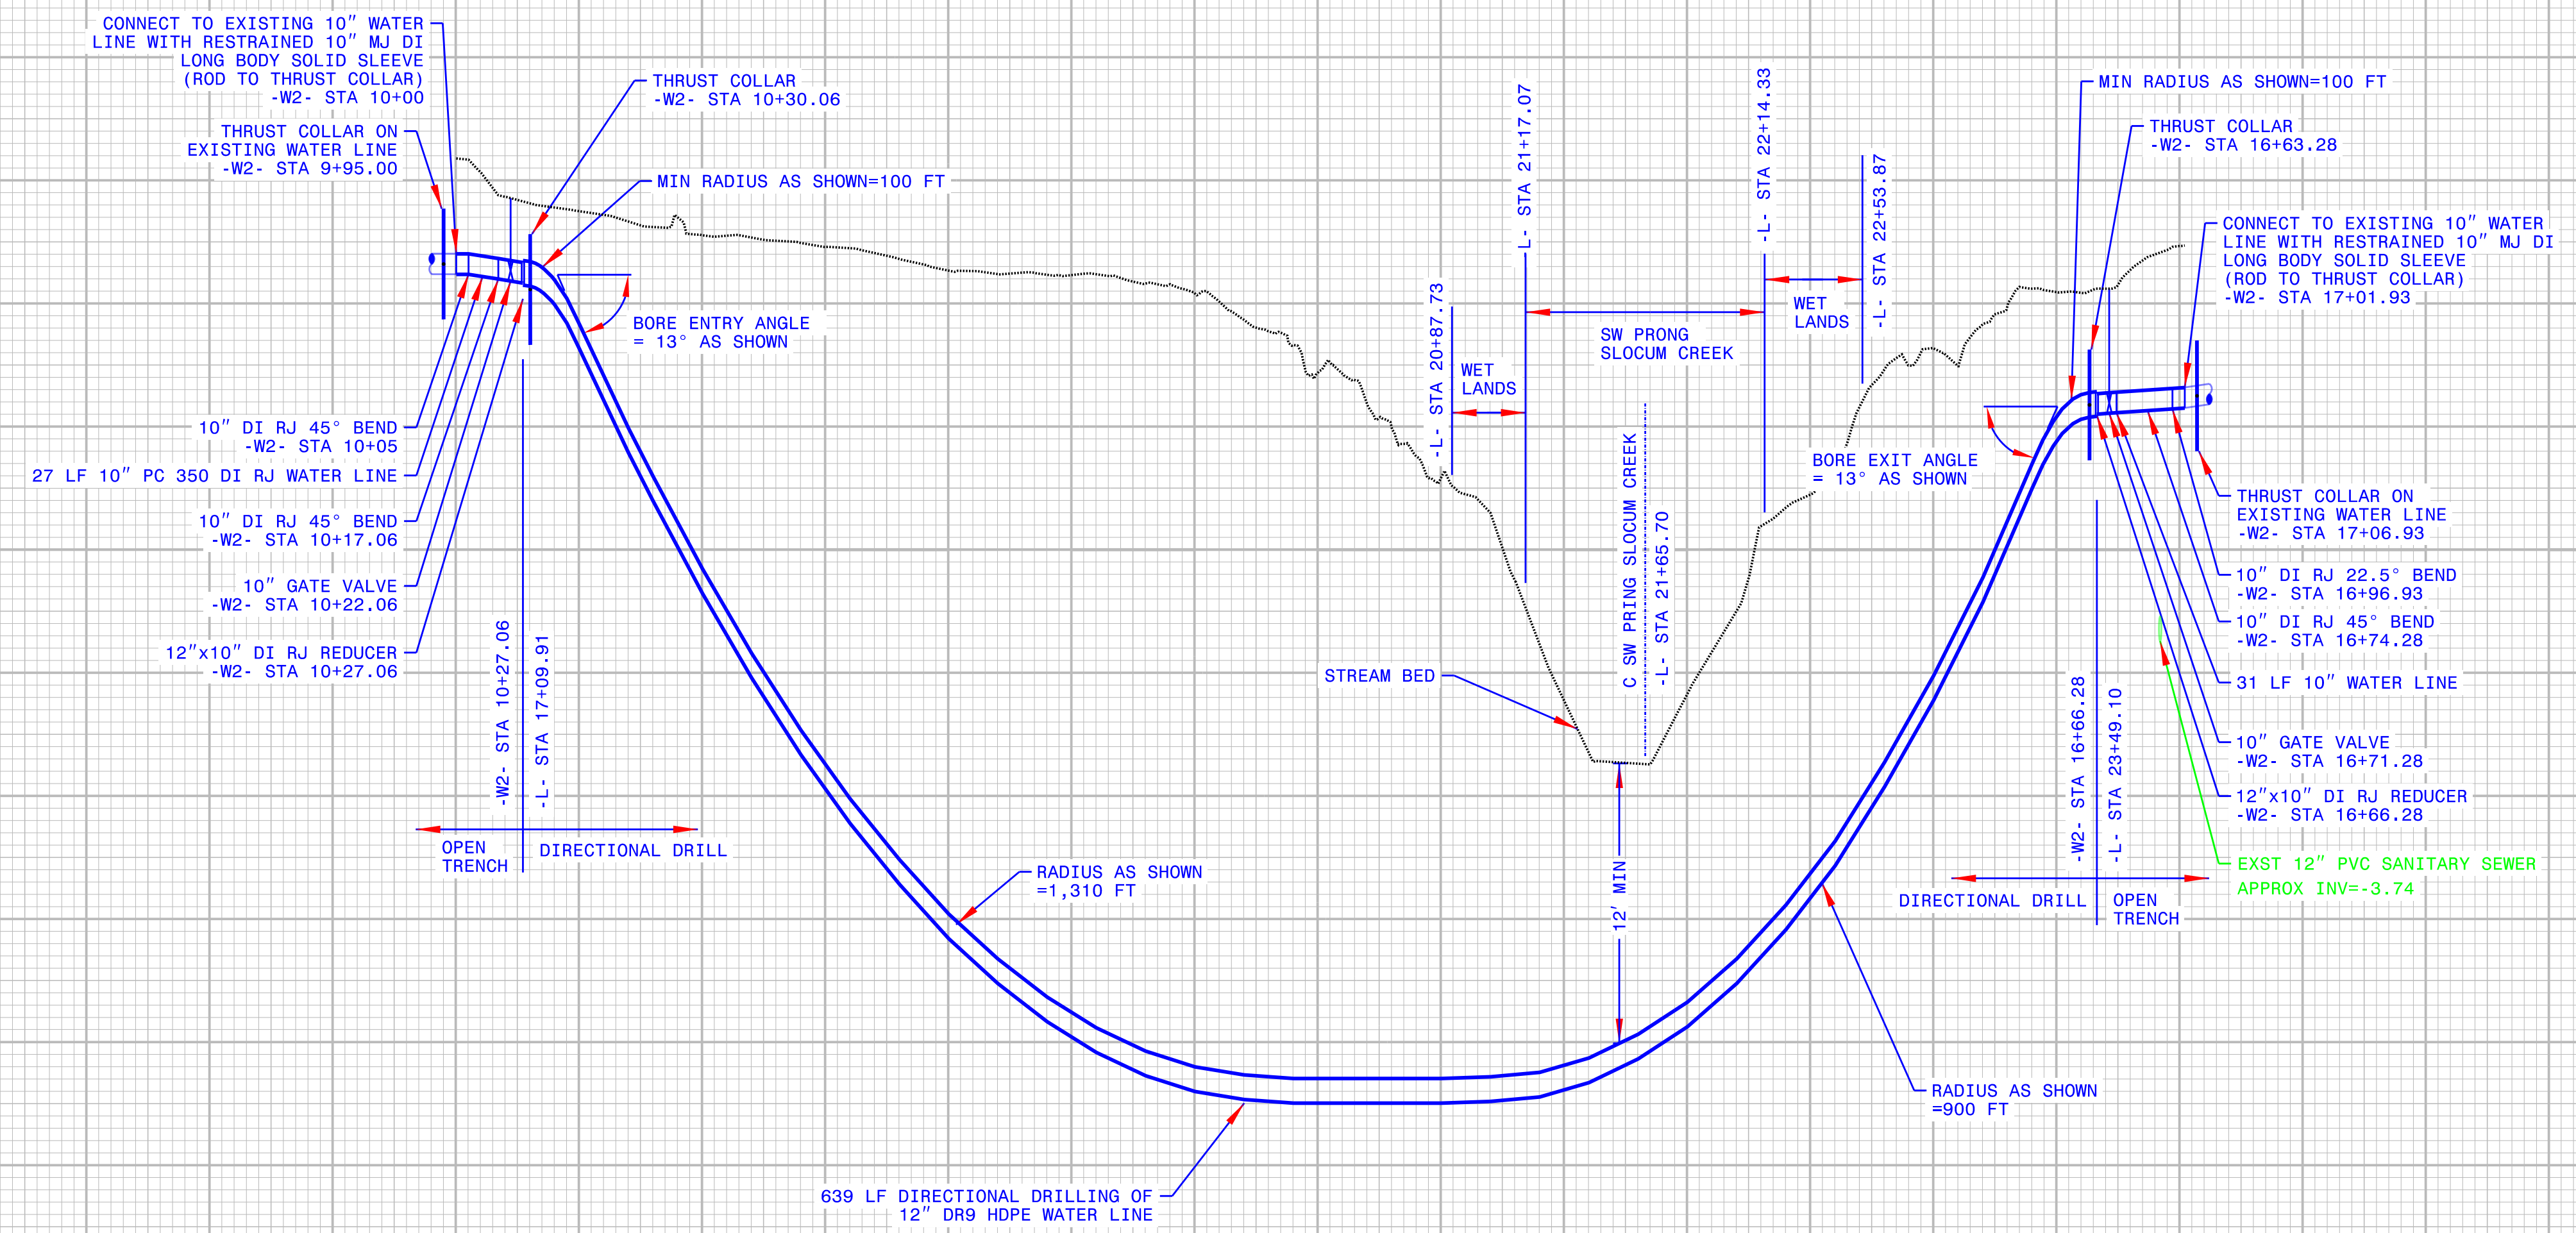 CONNECT TO EXISTING 10" WATER
LINE WITH RESTRAINED 10" MJ DI
LONG BODY SOLID SLEEVE
(ROD TO THRUST COLLAR)
-W2- STA 10+00
THRUST COLLAR ON
EXISTING WATER LINE
-W2- STA 9+95.00
THRUST COLLAR
-W2- STA 10+30.06
MIN RADIUS AS SHOWN=100 FT
BORE ENTRY ANGLE
= 13° AS SHOWN
10" DI RJ 45° BEND
-W2- STA 10+05
27 LF 10" PC 350 DI RJ WATER LINE
10" DI RJ 45° BEND
-W2- STA 10+17.06
10" GATE VALVE
-W2- STA 10+22.06
12"x10" DI RJ REDUCER
-W2- STA 10+27.06
-W2- STA 10+27.06
-L- STA 17+09.91
OPEN
TRENCH
DIRECTIONAL DRILL
RADIUS AS SHOWN
=1,310 FT
639 LF DIRECTIONAL DRILLING OF
12" DR9 HDPE WATER LINE
-L- STA 20+87.73
WET
LANDS
L- STA 21+17.07
SW PRONG
SLOCUM CREEK
-L- STA 22+14.33
WET
LANDS
-L- STA 22+53.87
C SW PRING SLOCUM CREEK
-L- STA 21+65.70
STREAM BED
12' MIN
RADIUS AS SHOWN
=900 FT
BORE EXIT ANGLE
= 13° AS SHOWN
MIN RADIUS AS SHOWN=100 FT
THRUST COLLAR
-W2- STA 16+63.28
CONNECT TO EXISTING 10" WATER
LINE WITH RESTRAINED 10" MJ DI
LONG BODY SOLID SLEEVE
(ROD TO THRUST COLLAR)
-W2- STA 17+01.93
THRUST COLLAR ON
EXISTING WATER LINE
-W2- STA 17+06.93
10" DI RJ 22.5° BEND
-W2- STA 16+96.93
10" DI RJ 45° BEND
-W2- STA 16+74.28
31 LF 10" WATER LINE
10" GATE VALVE
-W2- STA 16+71.28
12"x10" DI RJ REDUCER
-W2- STA 16+66.28
EXST 12" PVC SANITARY SEWER
APPROX INV=-3.74
-W2- STA 16+66.28
-L- STA 23+49.10
DIRECTIONAL DRILL
OPEN
TRENCH